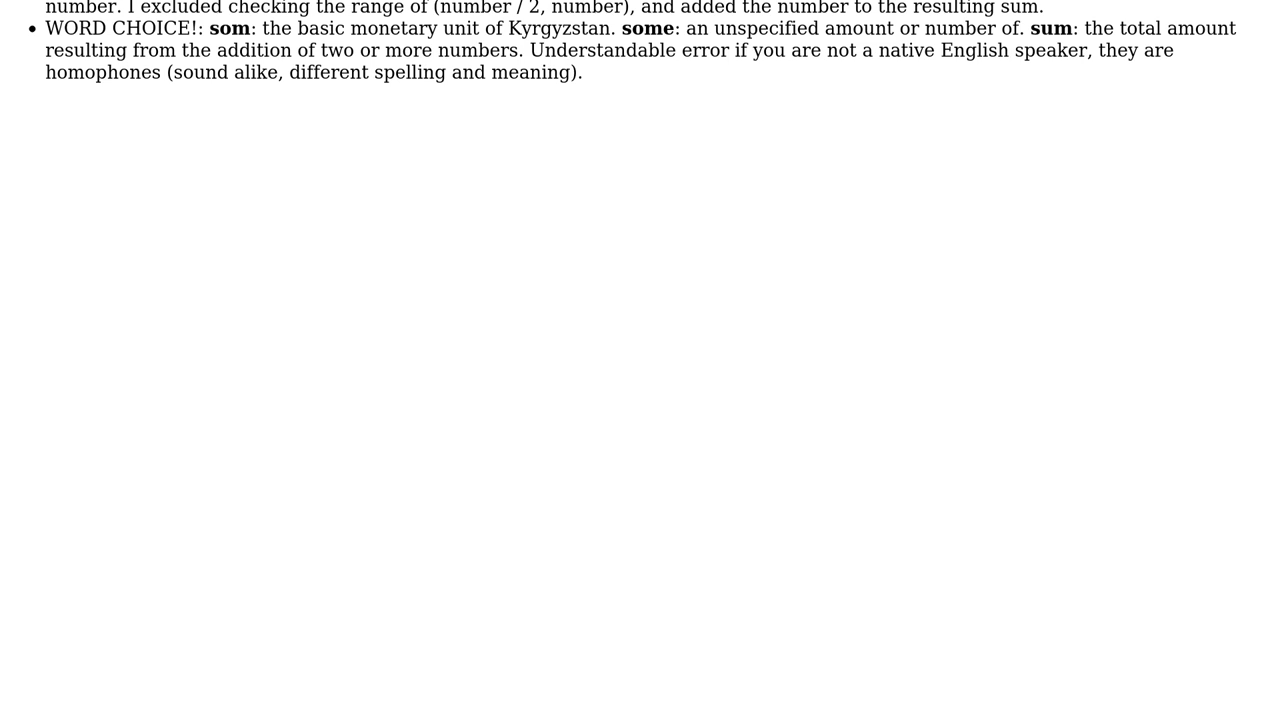 number. I excluded checking the range of (number / 2, number), and added the number to the resulting sum.
• WORD CHOICE!: som: the basic monetary unit of Kyrgyzstan. some: an unspecified amount or number of. sum: the total amount
resulting from the addition of two or more numbers. Understandable error if you are not a native English speaker, they are
homophones (sound alike, different spelling and meaning).